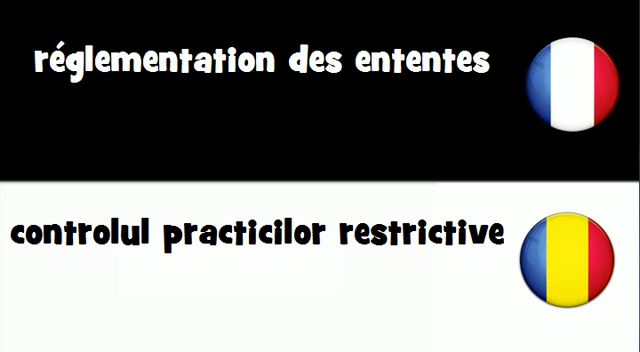 réglementation des ententes
controlul practicilor restrictive